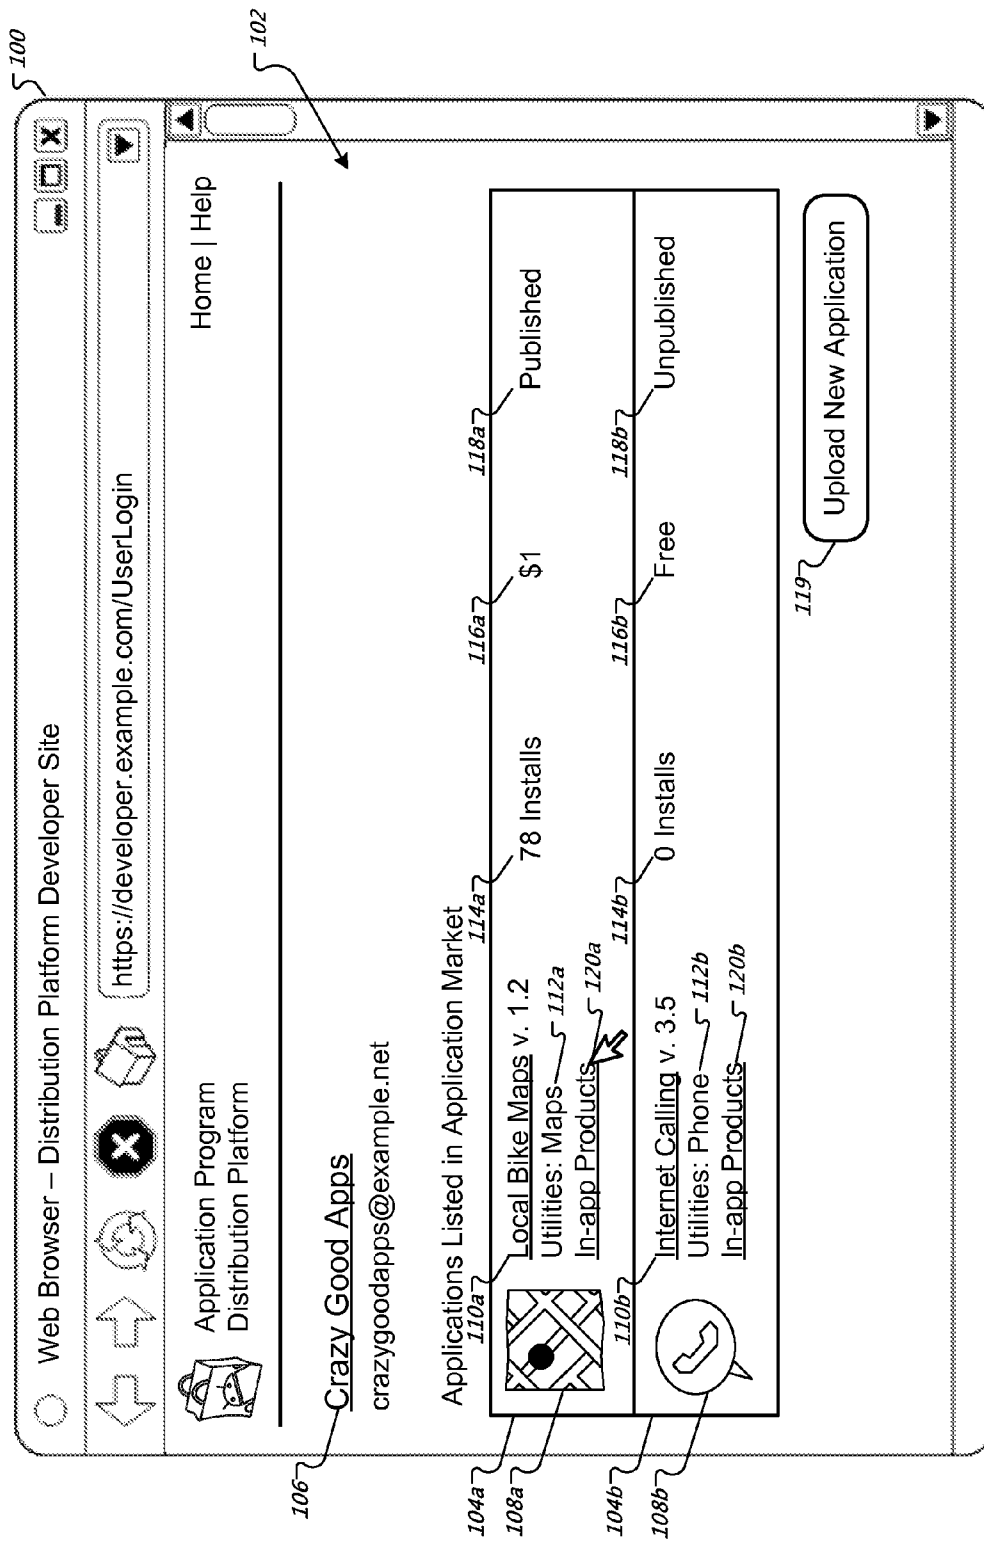 100
Web Browser – Distribution Platform Developer Site
https://developer.example.com/UserLogin
102
Application Program
Distribution Platform
Home | Help
106
Crazy Good Apps
crazygoodapps@example.net
Applications Listed in Application Market
104a
108a
110a
114a
116a
118a
Local Bike Maps v. 1.2
78 Installs
$1
Published
Utilities: Maps
112a
In-app Products
120a
104b
108b
110b
114b
116b
118b
Internet Calling v. 3.5
0 Installs
Free
Unpublished
Utilities: Phone
112b
In-app Products
120b
119
Upload New Application